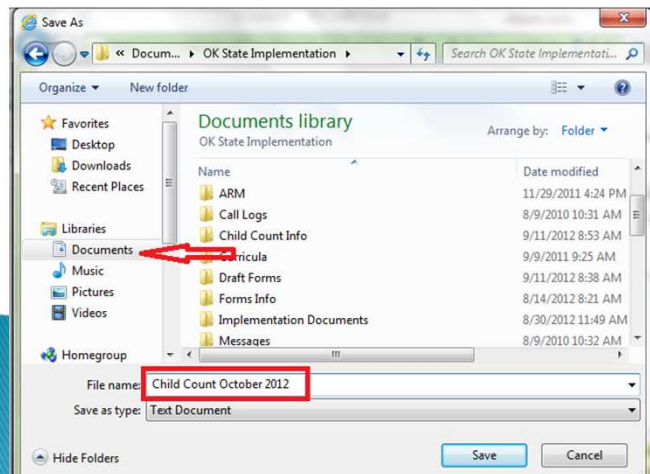 Save As
« Docum... ▸ OK State Implementation ▸ Search OK State Implementati...
Organize ▾ New folder
Favorites
Desktop
Downloads
Recent Places
Libraries
Documents
Music
Pictures
Videos
Homegroup
Documents library
OK State Implementation
Arrange by: Folder ▾
Name Date modified
ARM 11/29/2011 4:24 PM
Call Logs 8/9/2010 10:31 AM
Child Count Info 9/11/2012 8:53 AM
Curricula 9/9/2011 9:25 AM
Draft Forms 9/11/2012 8:38 AM
Forms Info 8/14/2012 8:21 AM
Implementation Documents 8/30/2012 11:49 AM
Messages 8/9/2010 10:32 AM
File name: Child Count October 2012
Save as type: Text Document
Hide Folders Save Cancel